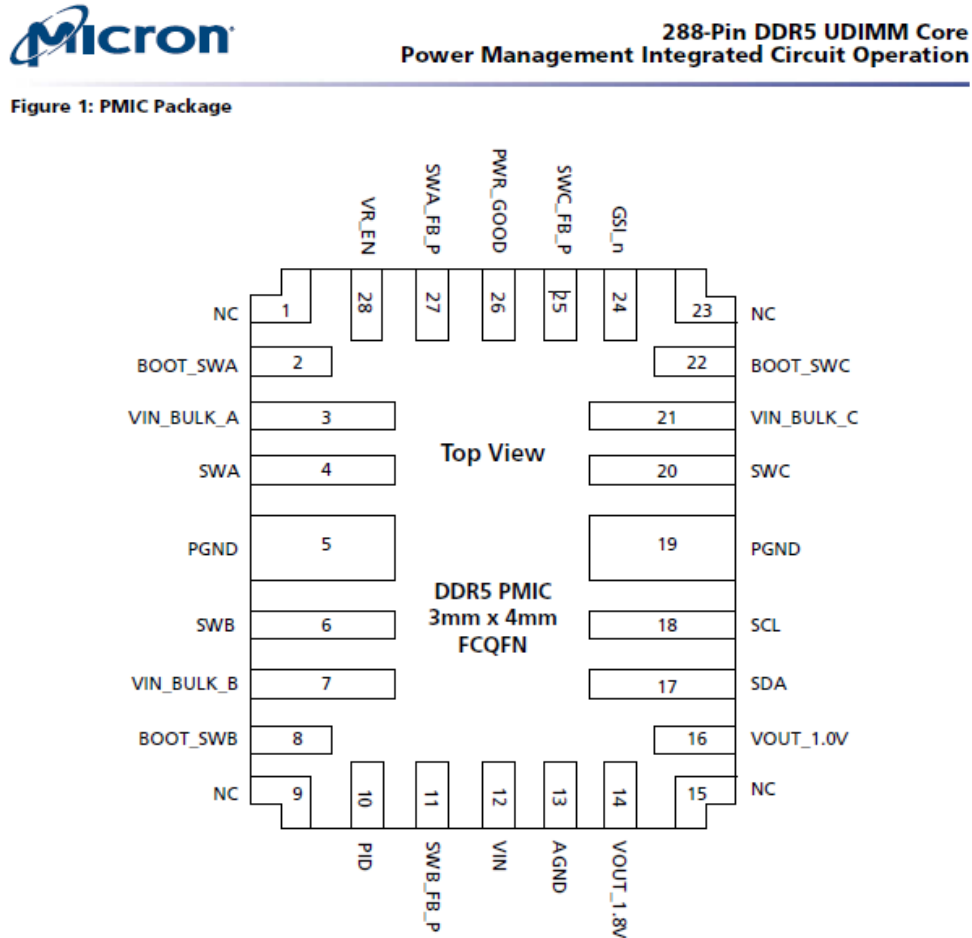 Micron
288-Pin DDR5 UDIMM Core
Power Management Integrated Circuit Operation
Figure 1: PMIC Package
VR_EN
SWA_FB_P
PWR_GOOD
SWC_FB_P
GSI_n
28
27
26
25
24
NC 1
23 NC
BOOT_SWA 2
22 BOOT_SWC
VIN_BULK_A 3
21 VIN_BULK_C
Top View
SWA 4
20 SWC
PGND 5
19 PGND
DDR5 PMIC
3mm x 4mm
FCQFN
SWB 6
18 SCL
VIN_BULK_B 7
17 SDA
BOOT_SWB 8
16 VOUT_1.0V
NC 9
15 NC
10
11
12
13
14
PID
SWB_FB_P
VIN
AGND
VOUT_1.8V